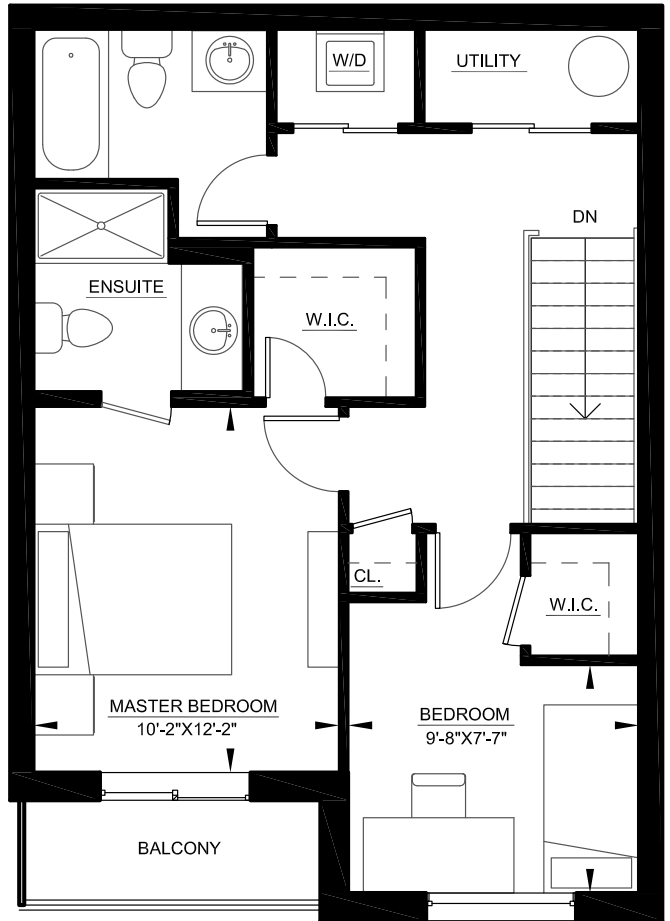 W/D
UTILITY
DN
ENSUITE
W.I.C.
CL.
W.I.C.
MASTER BEDROOM
10'-2"X12'-2"
BEDROOM
9'-8"X7'-7"
BALCONY